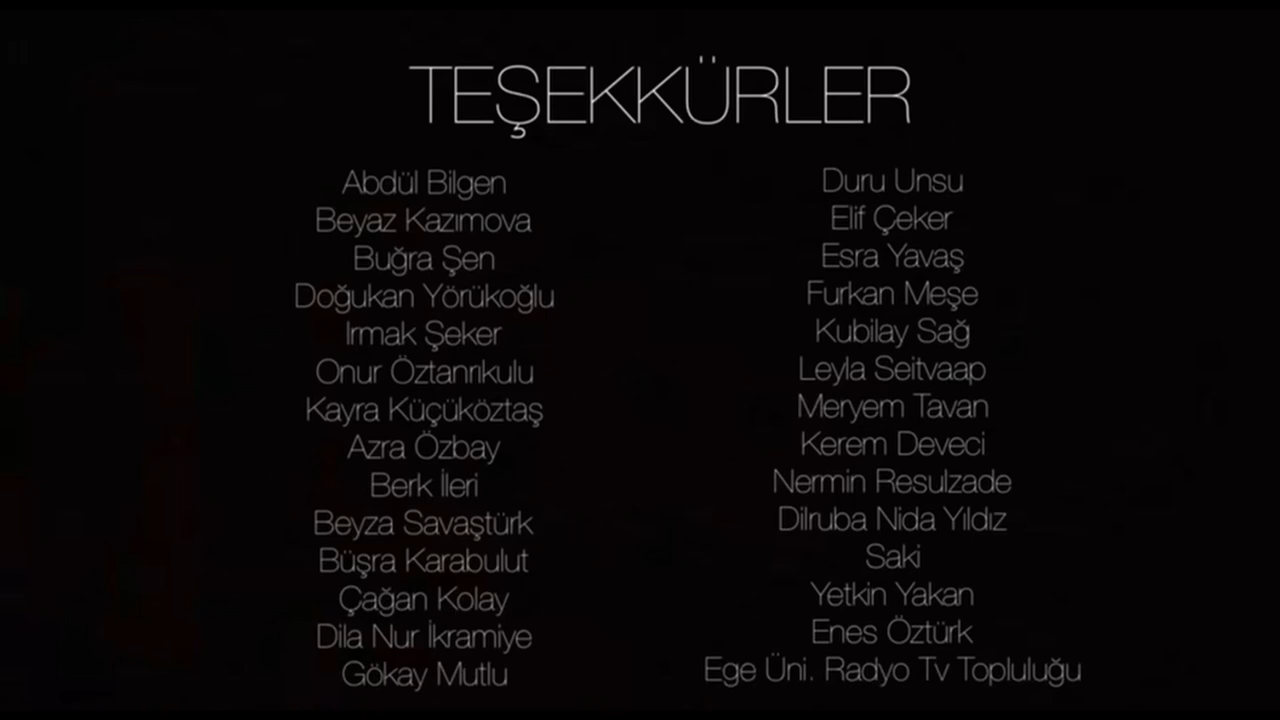 TEŞEKKÜRLER
Abdül Bilgen
Beyaz Kazımova
Buğra Şen
Doğukan Yörükoğlu
Irmak Şeker
Onur Öztanrıkulu
Kayra Küçüköztaş
Azra Özbay
Berk İleri
Beyza Savaştürk
Büşra Karabulut
Çağan Kolay
Dila Nur İkramiye
Gökay Mutlu
Duru Unsu
Elif Çeker
Esra Yavaş
Furkan Meşe
Kubilay Sağ
Leyla Seitvaap
Meryem Tavan
Kerem Deveci
Nermin Resulzade
Dilruba Nida Yıldız
Saki
Yetkin Yakan
Enes Öztürk
Ege Üni. Radyo Tv Topluluğu